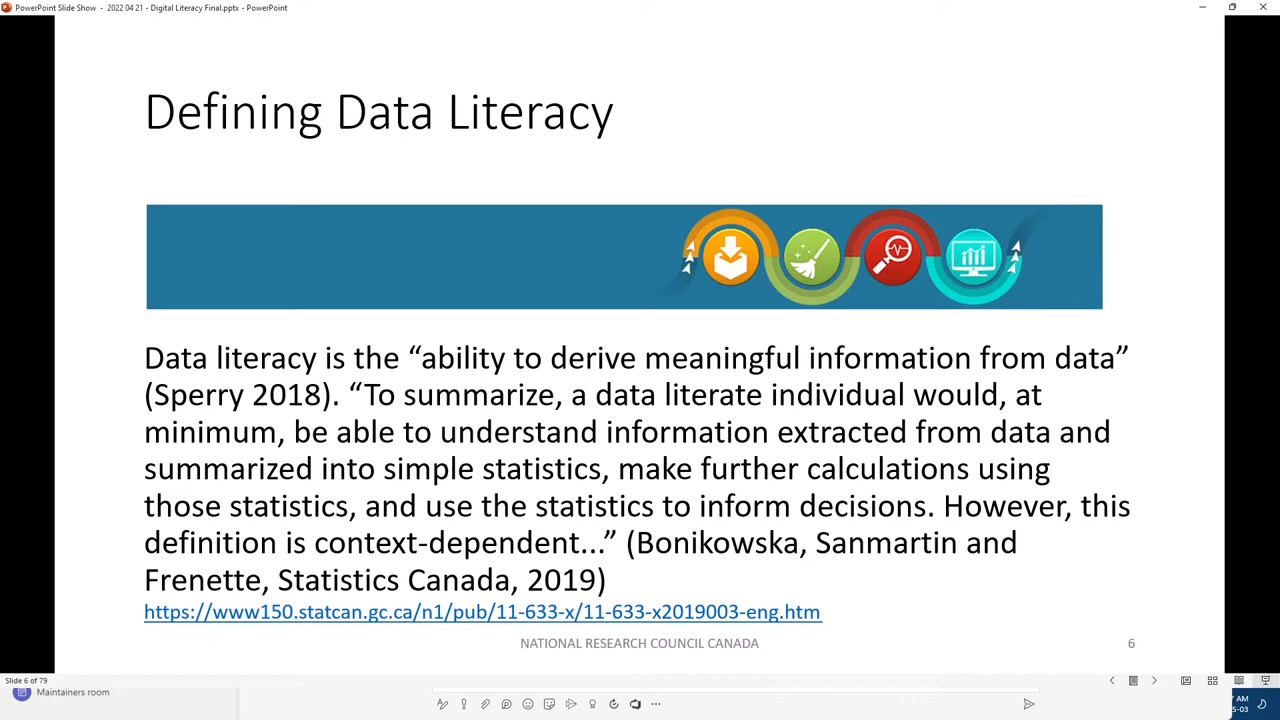 PowerPoint Slide Show - 2022 04 21 - Digital Literacy Final.pptx - PowerPoint
Defining Data Literacy
Data literacy is the “ability to derive meaningful information from data”
(Sperry 2018). “To summarize, a data literate individual would, at
minimum, be able to understand information extracted from data and
summarized into simple statistics, make further calculations using
those statistics, and use the statistics to inform decisions. However, this
definition is context-dependent...” (Bonikowska, Sanmartin and
Frenette, Statistics Canada, 2019)
https://www150.statcan.gc.ca/n1/pub/11-633-x/11-633-x2019003-eng.htm
NATIONAL RESEARCH COUNCIL CANADA 6
Slide 6 of 79
Maintainers room
AM